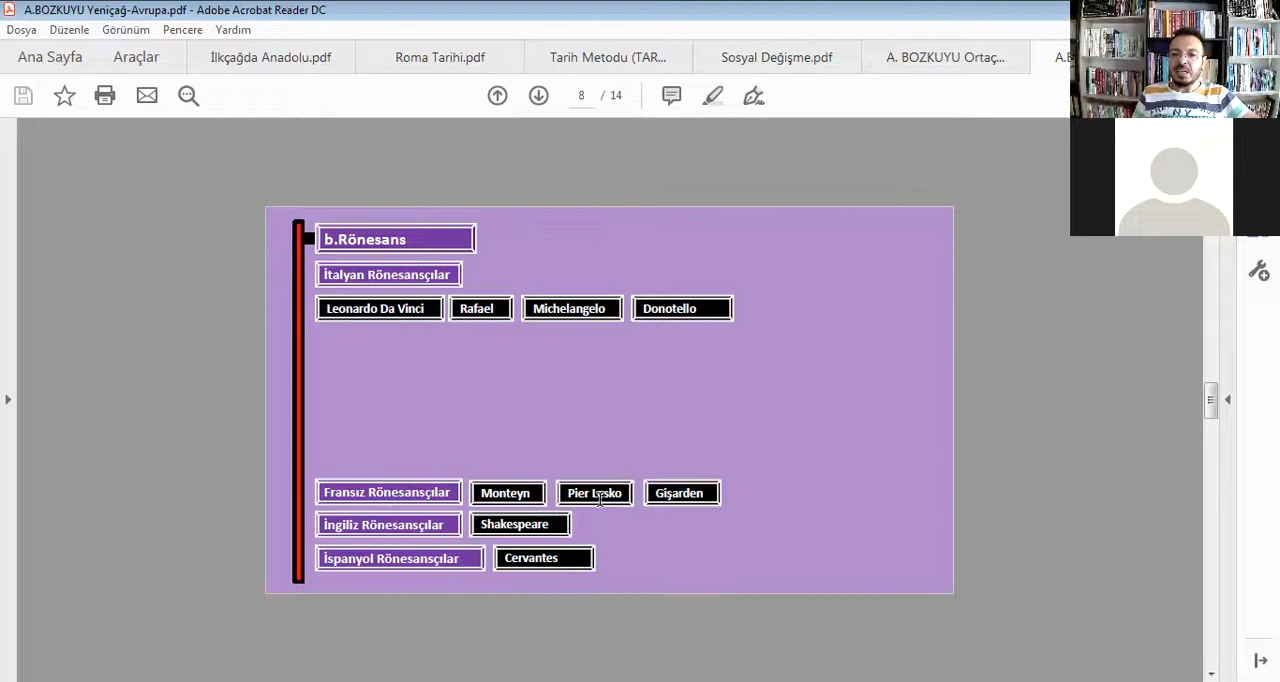 A.BOZKUYU Yeniçağ-Avrupa.pdf - Adobe Acrobat Reader DC
Dosya Düzenle Görünüm Pencere Yardım
Ana Sayfa Araçlar İlkçağda Anadolu.pdf Roma Tarihi.pdf Tarih Metodu (TAR... Sosyal Değişme.pdf A. BOZKUYU Ortaç... A.B
8 / 14
b.Rönesans
İtalyan Rönesansçılar
Leonardo Da Vinci Rafael Michelangelo Donotello
Fransız Rönesansçılar Monteyn Pier Lesko Gişarden
İngiliz Rönesansçılar Shakespeare
İspanyol Rönesansçılar Cervantes